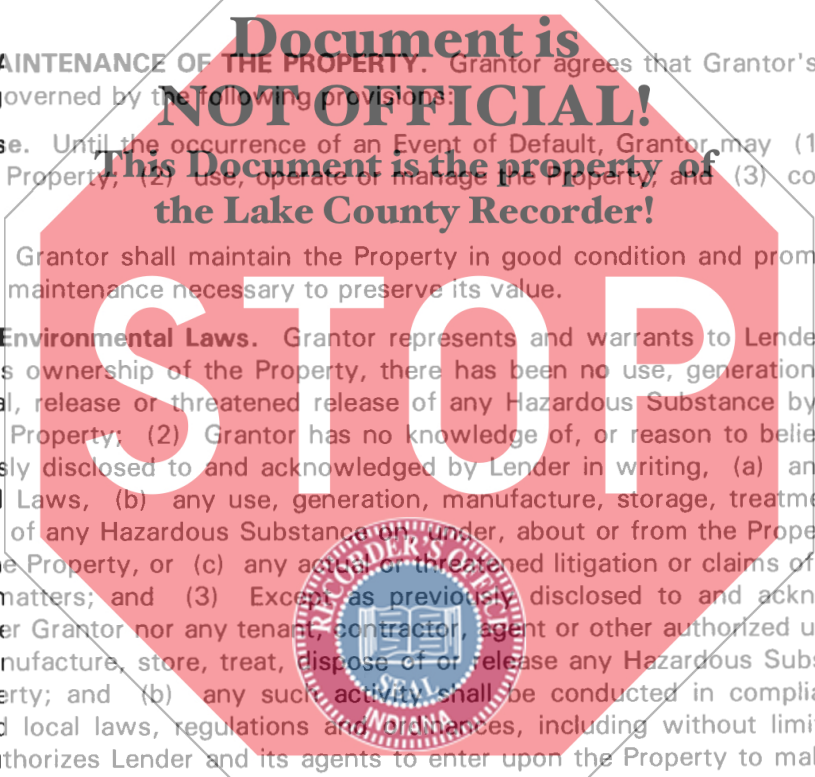 Document is
NOT OFFICIAL!
This Document is the property of
the Lake County Recorder!
STOP
RECORDER'S OFFICE
SEAL
INDIANA
AINTENANCE OF THE PROPERTY. Grantor agrees that Grantor's
overned by the following provisions:
se. Until the occurrence of an Event of Default, Grantor may (1
Property; (2) use, operate or manage the Property; and (3) co
Grantor shall maintain the Property in good condition and prom
maintenance necessary to preserve its value.
Environmental Laws. Grantor represents and warrants to Lende
s ownership of the Property, there has been no use, generation
al, release or threatened release of any Hazardous Substance by
Property; (2) Grantor has no knowledge of, or reason to belie
sly disclosed to and acknowledged by Lender in writing, (a) an
l Laws, (b) any use, generation, manufacture, storage, treatme
of any Hazardous Substance on, under, about or from the Prope
e Property, or (c) any actual or threatened litigation or claims of
matters; and (3) Except as previously disclosed to and ackn
er Grantor nor any tenant, contractor, agent or other authorized u
nufacture, store, treat, dispose of or release any Hazardous Subs
erty; and (b) any such activity shall be conducted in complia
d local laws, regulations and ordinances, including without limi
thorizes Lender and its agents to enter upon the Property to mak